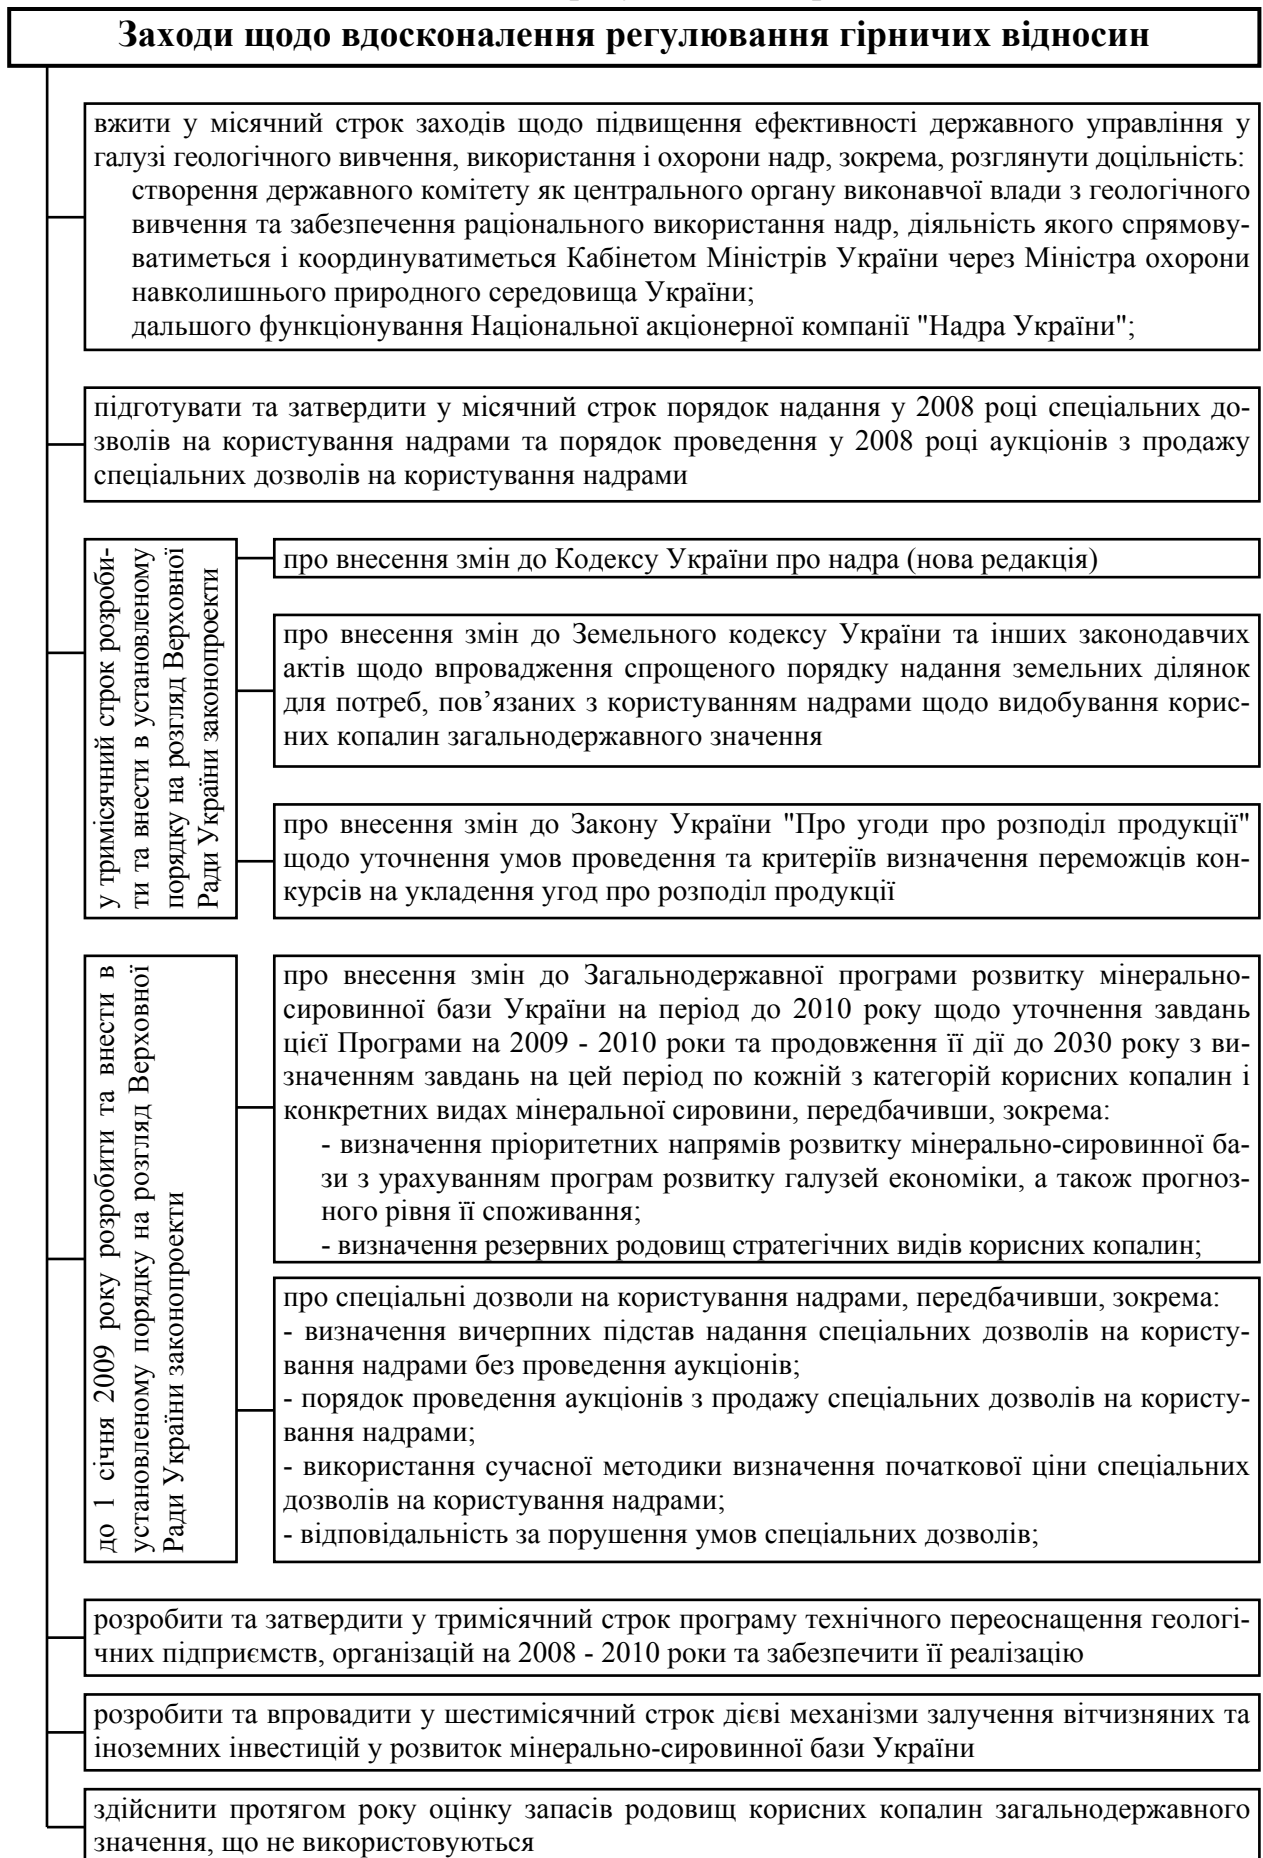 Заходи щодо вдосконалення регулювання гірничих відносин
вжити у місячний строк заходів щодо підвищення ефективності державного управління у
галузі геологічного вивчення, використання і охорони надр, зокрема, розглянути доцільність:
створення державного комітету як центрального органу виконавчої влади з геологічного
вивчення та забезпечення раціонального використання надр, діяльність якого спрямову-
ватиметься і координуватиметься Кабінетом Міністрів України через Міністра охорони
навколишнього природного середовища України;
дальшого функціонування Національної акціонерної компанії "Надра України";
підготувати та затвердити у місячний строк порядок надання у 2008 році спеціальних до-
зволів на користування надрами та порядок проведення у 2008 році аукціонів з продажу
спеціальних дозволів на користування надрами
у тримісячний строк розроби-
ти та внести в установленому
порядку на розгляд Верховної
Ради України законопроекти
про внесення змін до Кодексу України про надра (нова редакція)
про внесення змін до Земельного кодексу України та інших законодавчих
актів щодо впровадження спрощеного порядку надання земельних ділянок
для потреб, пов’язаних з користуванням надрами щодо видобування корис-
них копалин загальнодержавного значення
про внесення змін до Закону України "Про угоди про розподіл продукції"
щодо уточнення умов проведення та критеріїв визначення переможців кон-
курсів на укладення угод про розподіл продукції
до 1 січня 2009 року розробити та внести в
установленому порядку на розгляд Верховної
Ради України законопроекти
про внесення змін до Загальнодержавної програми розвитку мінерально-
сировинної бази України на період до 2010 року щодо уточнення завдань
цієї Програми на 2009 - 2010 роки та продовження її дії до 2030 року з ви-
значенням завдань на цей період по кожній з категорій корисних копалин і
конкретних видах мінеральної сировини, передбачивши, зокрема:
- визначення пріоритетних напрямів розвитку мінерально-сировинної ба-
зи з урахуванням програм розвитку галузей економіки, а також прогноз-
ного рівня її споживання;
- визначення резервних родовищ стратегічних видів корисних копалин;
про спеціальні дозволи на користування надрами, передбачивши, зокрема:
- визначення вичерпних підстав надання спеціальних дозволів на користу-
вання надрами без проведення аукціонів;
- порядок проведення аукціонів з продажу спеціальних дозволів на користу-
вання надрами;
- використання сучасної методики визначення початкової ціни спеціальних
дозволів на користування надрами;
- відповідальність за порушення умов спеціальних дозволів;
розробити та затвердити у тримісячний строк програму технічного переоснащення геологі-
чних підприємств, організацій на 2008 - 2010 роки та забезпечити її реалізацію
розробити та впровадити у шестимісячний строк дієві механізми залучення вітчизняних та
іноземних інвестицій у розвиток мінерально-сировинної бази України
здійснити протягом року оцінку запасів родовищ корисних копалин загальнодержавного
значення, що не використовуються